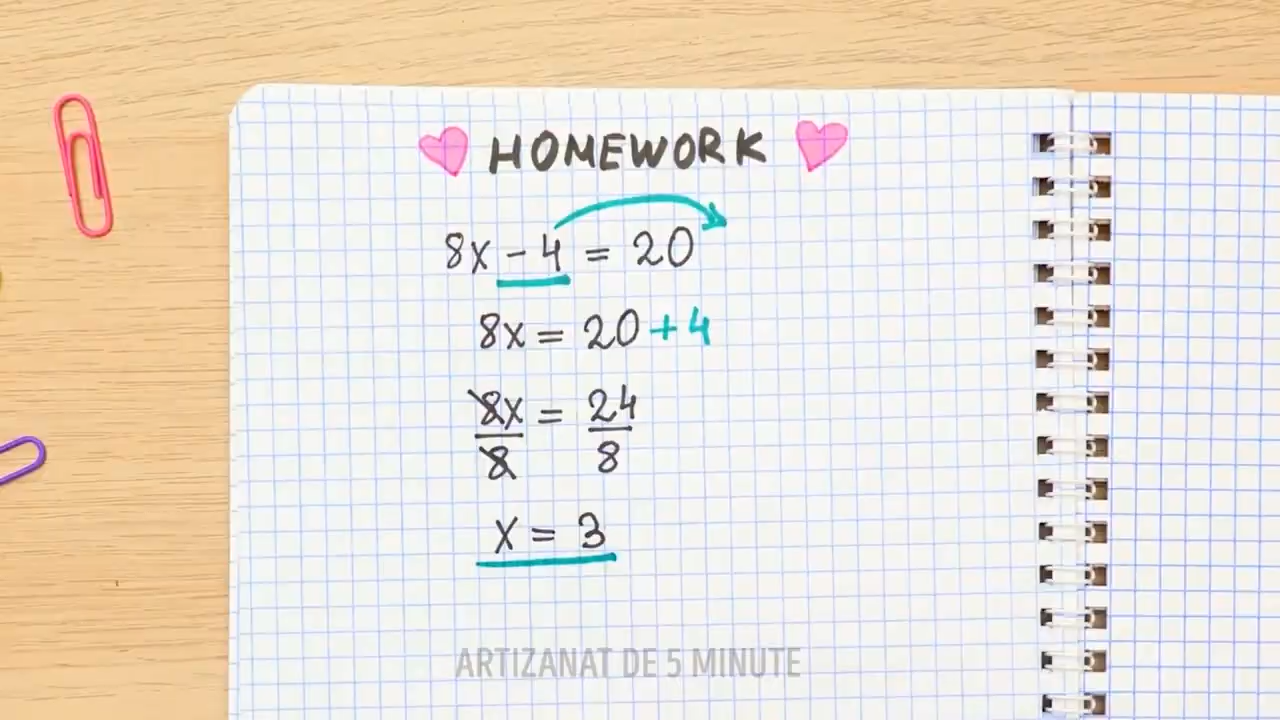 HOMEWORK
8x - 4 = 20
8x = 20 + 4
8x/8 = 24/8
x = 3
ARTIZANAT DE 5 MINUTE